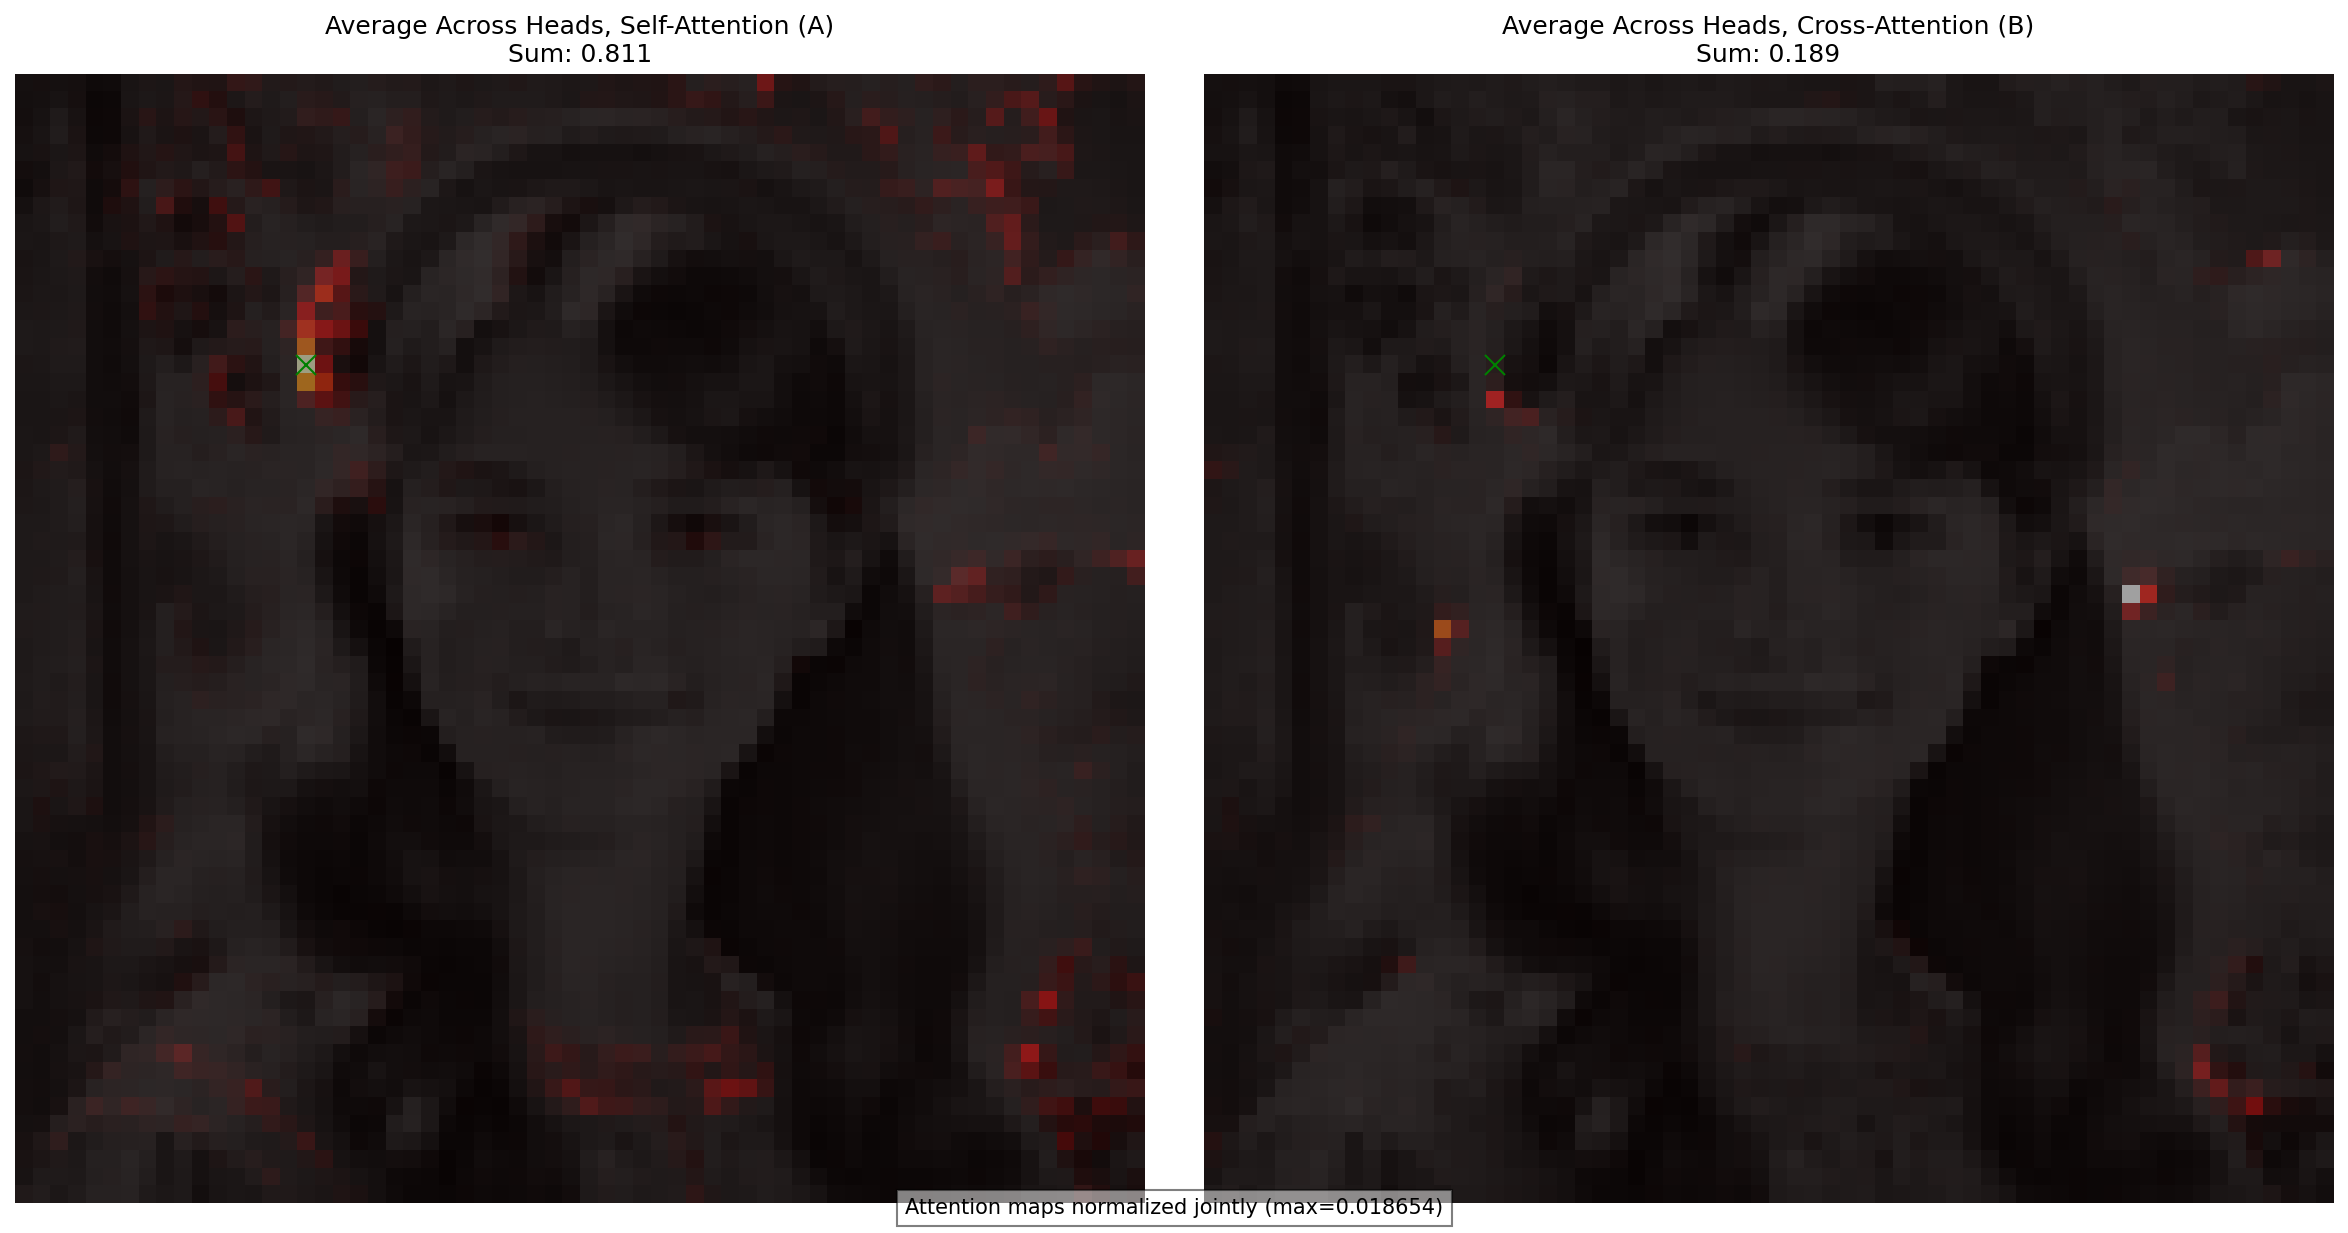 Average Across Heads, Self-Attention (A)
Sum: 0.811
Average Across Heads, Cross-Attention (B)
Sum: 0.189
Attention maps normalized jointly (max=0.018654)